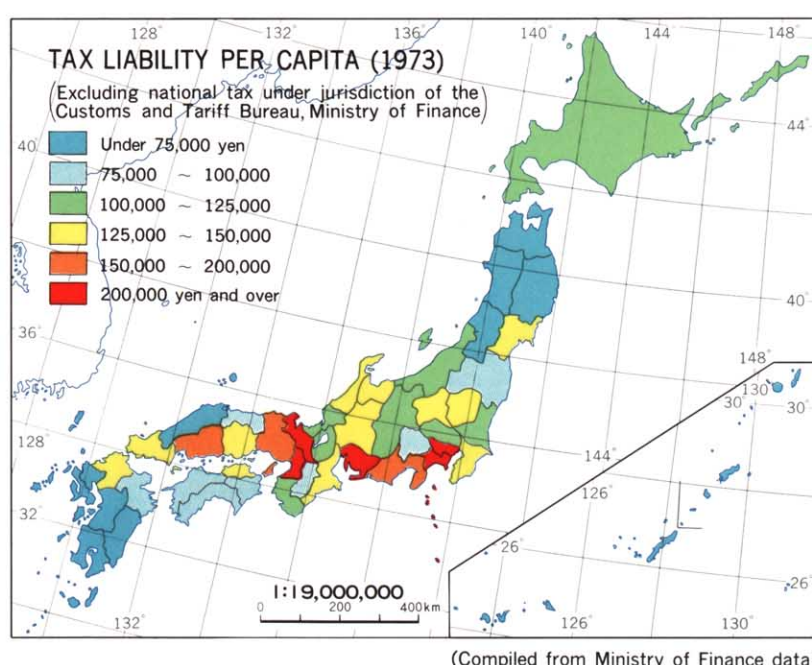 TAX LIABILITY PER CAPITA (1973)
(Excluding national tax under jurisdiction of the
Customs and Tariff Bureau, Ministry of Finance)
Under 75,000 yen
75,000 ~ 100,000
100,000 ~ 125,000
125,000 ~ 150,000
150,000 ~ 200,000
200,000 yen and over
128°
132°
136°
140°
144°
148°
44°
40°
40°
36°
36°
128°
32°
132°
148°
130°
30°
30°
144°
126°
26°
26°
126°
130°
1:19,000,000
0 200 400km
(Compiled from Ministry of Finance data